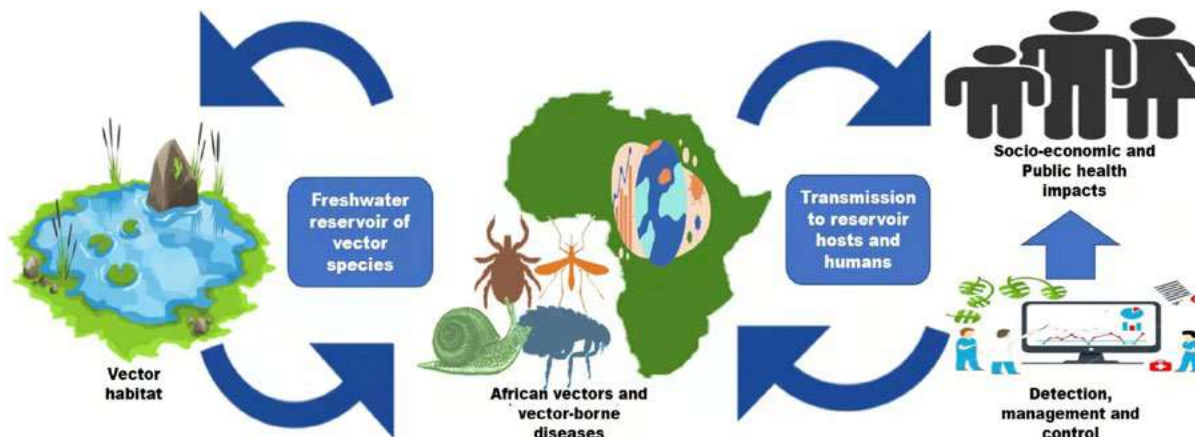 Vector
habitat
Freshwater
reservoir of
vector
species
African vectors and
vector-borne
diseases
Transmission
to reservoir
hosts and
humans
Socio-economic and
Public health
impacts
Detection,
management and
control